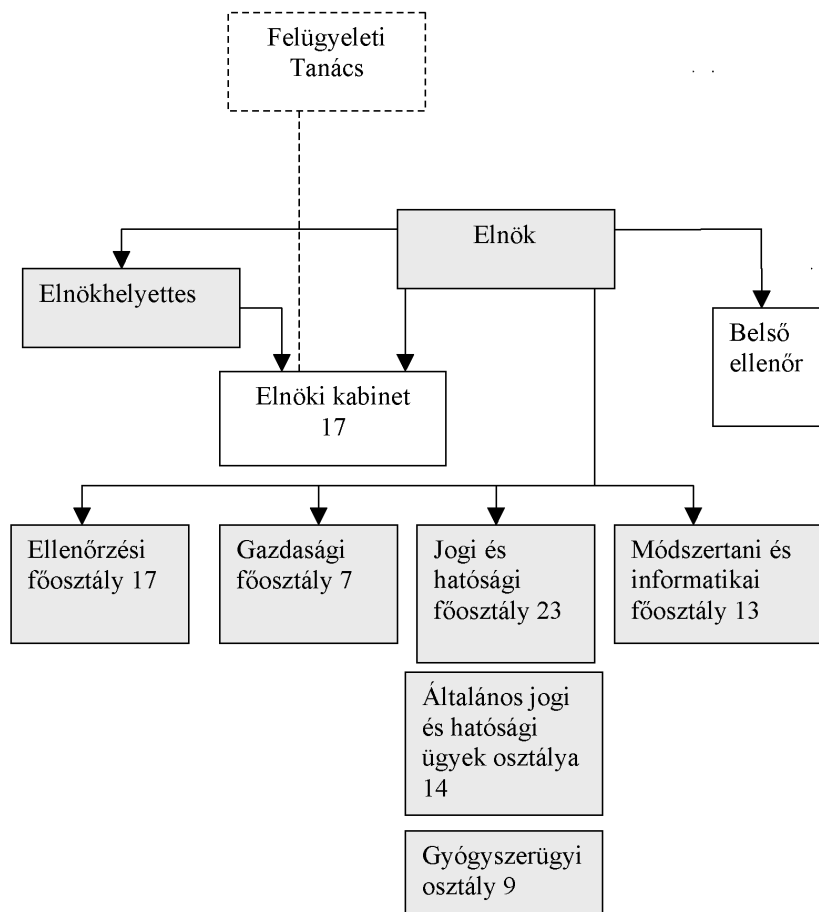 Felügyeleti
Tanács
Elnök
Elnökhelyettes
Belső
ellenőr
Elnöki kabinet
17
Ellenőrzési
főosztály 17
Gazdasági
főosztály 7
Jogi és
hatósági
főosztály 23
Módszertani és
informatikai
főosztály 13
Általános jogi
és hatósági
ügyek osztálya
14
Gyógyszerügyi
osztály 9